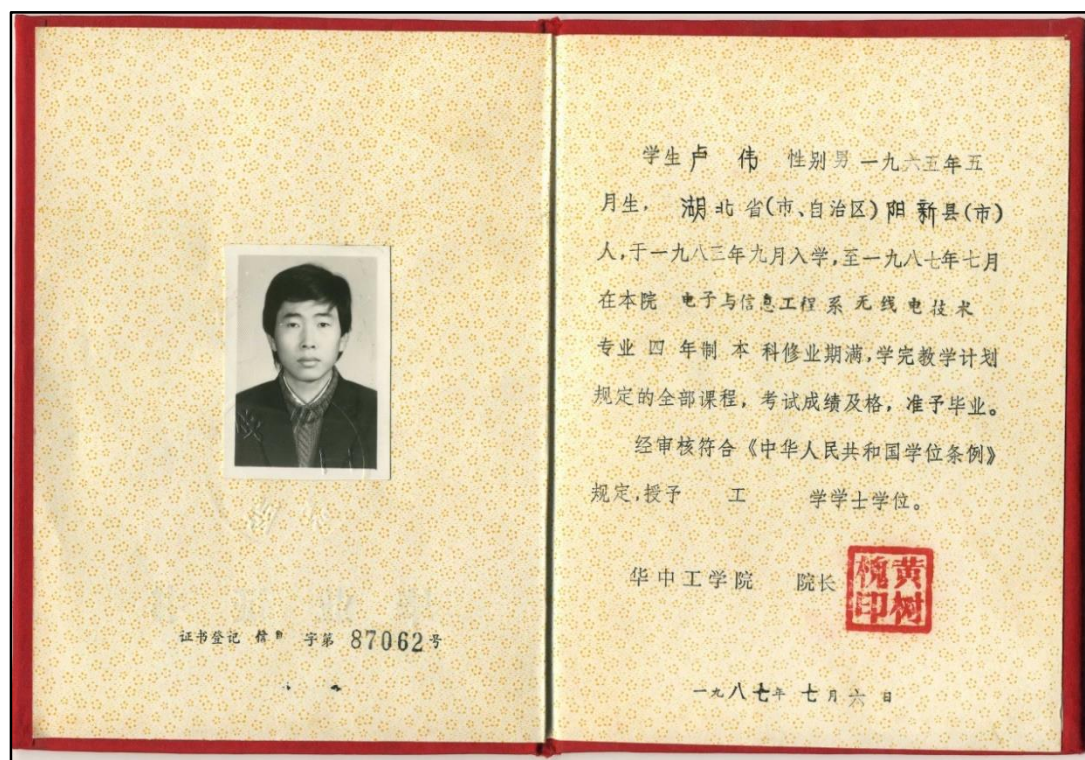 证书登记 字第 87062 号
学生 卢 伟 性别 男 一九六五年五
月生， 湖北 省(市、自治区) 阳新 县(市)
人，于一九八三年九月入学，至一九八七年七月
在本院 电子与信息工程 系 无线电技术
专业 四 年制 本 科修业期满，学完教学计划
规定的全部课程，考试成绩及格，准予毕业。
经审核符合《中华人民共和国学位条例》
规定，授予 工 学学士学位。
华中工学院 院长
黄树槐印
一九八七年 七月六日